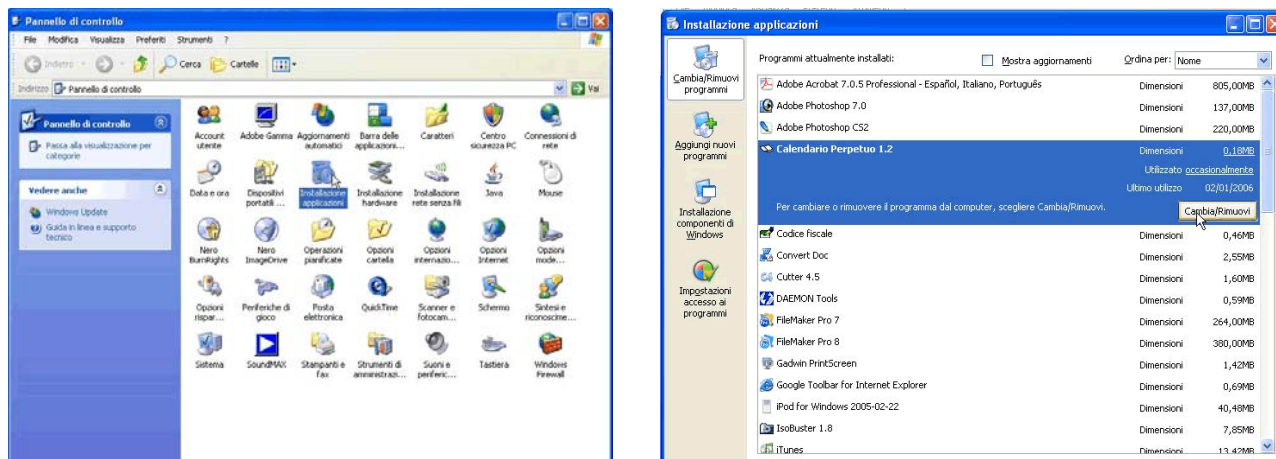 Pannello di controllo
File Modifica Visualizza Preferiti Strumenti ?
Indietro Cerca Cartelle
Indirizzo Pannello di controllo Vai
Pannello di controllo
Passa alla visualizzazione per
categorie
Vedere anche
Windows Update
Guida in linea e supporto
tecnico
Account
utente
Adobe Gamma
Aggiornamenti
automatici
Barra delle
applicazioni...
Caratteri
Centro
sicurezza PC
Connessioni di
rete
Data e ora
Dispositivi
portatili ...
Installazione
applicazioni
Installazione
hardware
Installazione
rete senza fili
Java
Mouse
Nero
BurnRights
Nero
ImageDrive
Operazioni
pianificate
Opzioni
cartella
Opzioni
internazio...
Opzioni
Internet
Opzioni
mode...
Opzioni
rispar...
Periferiche di
gioco
Posta
elettronica
QuickTime
Scanner e
fotocam...
Schermo
Sintesi e
riconoscime...
Sistema
SoundMAX
Stampanti e
fax
Strumenti di
amministrazi...
Suoni e
periferic...
Tastiera
Windows
Firewall
Installazione applicazioni
Cambia/Rimuovi
programmi
Aggiungi nuovi
programmi
Installazione
componenti di
Windows
Impostazioni
accesso ai
programmi
Programmi attualmente installati: Mostra aggiornamenti Ordina per: Nome
Adobe Acrobat 7.0.5 Professional - Español, Italiano, Português Dimensioni 805,00MB
Adobe Photoshop 7.0 Dimensioni 137,00MB
Adobe Photoshop CS2 Dimensioni 220,00MB
Calendario Perpetuo 1.2 Dimensioni 0,18MB
Utilizzato occasionalmente
Ultimo utilizzo 02/01/2006
Per cambiare o rimuovere il programma dal computer, scegliere Cambia/Rimuovi. Cambia/Rimuovi
Codice fiscale Dimensioni 0,46MB
Convert Doc Dimensioni 2,55MB
Cutter 4.5 Dimensioni 1,60MB
DAEMON Tools Dimensioni 0,59MB
FileMaker Pro 7 Dimensioni 264,00MB
FileMaker Pro 8 Dimensioni 380,00MB
Gadwin PrintScreen Dimensioni 1,42MB
Google Toolbar for Internet Explorer Dimensioni 0,69MB
iPod for Windows 2005-02-22 Dimensioni 40,48MB
IsoBuster 1.8 Dimensioni 7,85MB
iTunes Dimensioni 13,42MB